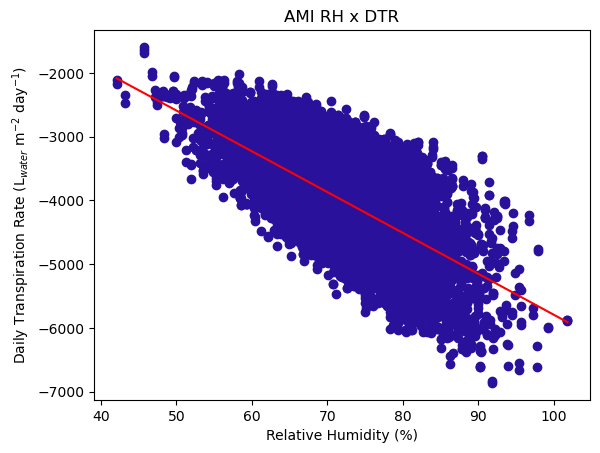 AMI RH x DTR
Daily Transpiration Rate (L_water m⁻² day⁻¹)
−2000
−3000
−4000
−5000
−6000
−7000
40 50 60 70 80 90 100
Relative Humidity (%)